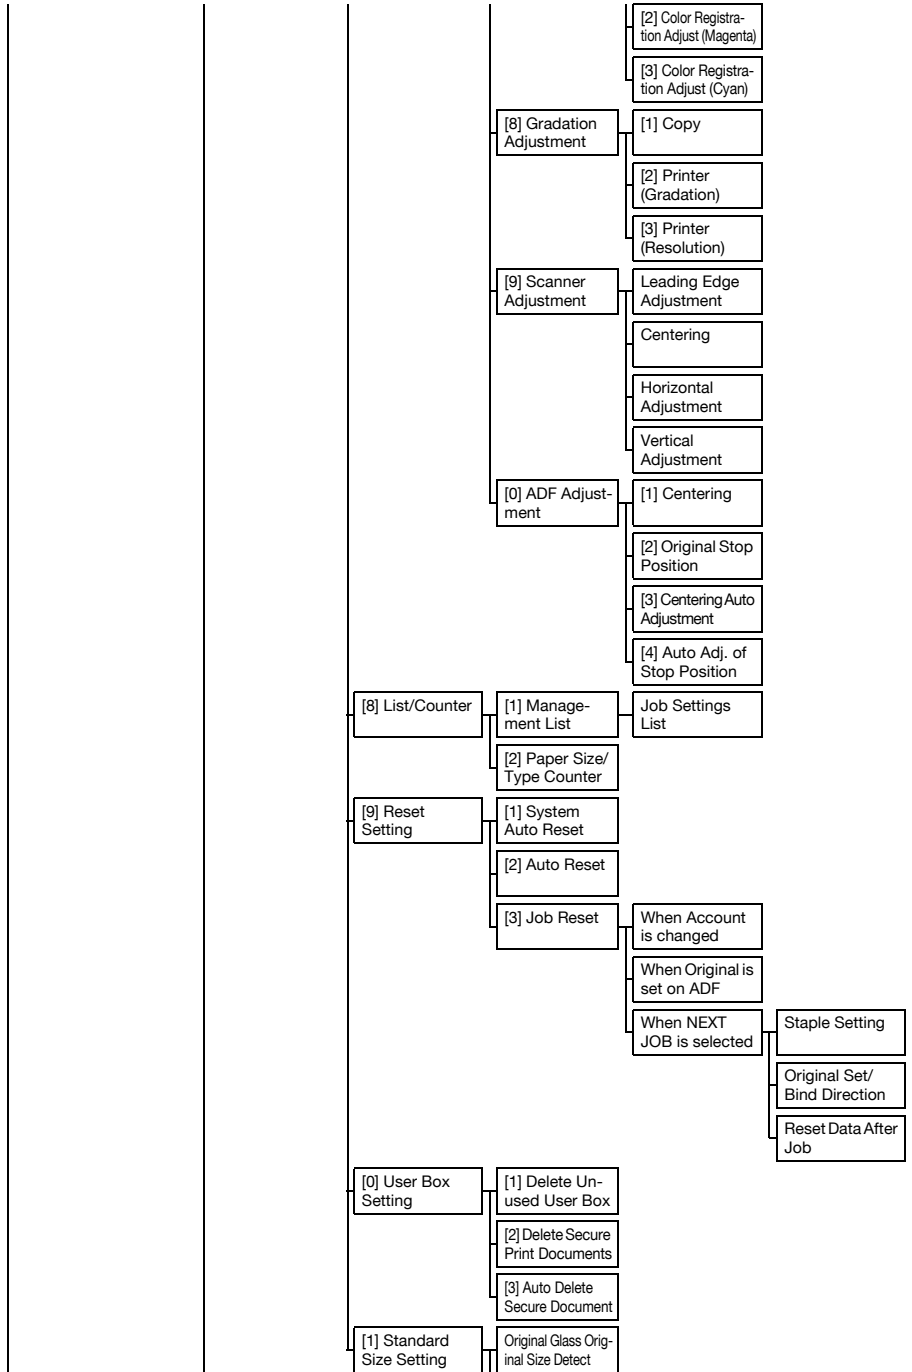 [2] Color Registra-
tion Adjust (Magenta)
[3] Color Registra-
tion Adjust (Cyan)
[8] Gradation
Adjustment
[1] Copy
[2] Printer
(Gradation)
[3] Printer
(Resolution)
[9] Scanner
Adjustment
Leading Edge
Adjustment
Centering
Horizontal
Adjustment
Vertical
Adjustment
[0] ADF Adjust-
ment
[1] Centering
[2] Original Stop
Position
[3] Centering Auto
Adjustment
[4] Auto Adj. of
Stop Position
[8] List/Counter
[1] Manage-
ment List
Job Settings
List
[2] Paper Size/
Type Counter
[9] Reset
Setting
[1] System
Auto Reset
[2] Auto Reset
[3] Job Reset
When Account
is changed
When Original is
set on ADF
When NEXT
JOB is selected
Staple Setting
Original Set/
Bind Direction
Reset Data After
Job
[0] User Box
Setting
[1] Delete Un-
used User Box
[2] Delete Secure
Print Documents
[3] Auto Delete
Secure Document
[1] Standard
Size Setting
Original Glass Orig-
inal Size Detect